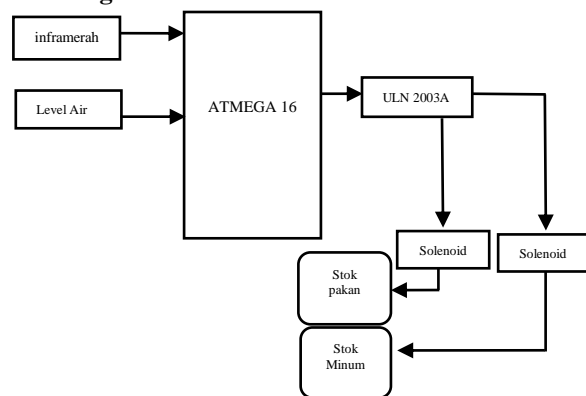 inframerah
Level Air
ATMEGA 16
ULN 2003A
Solenoid
Solenoid
Stok
pakan
Stok
Minum